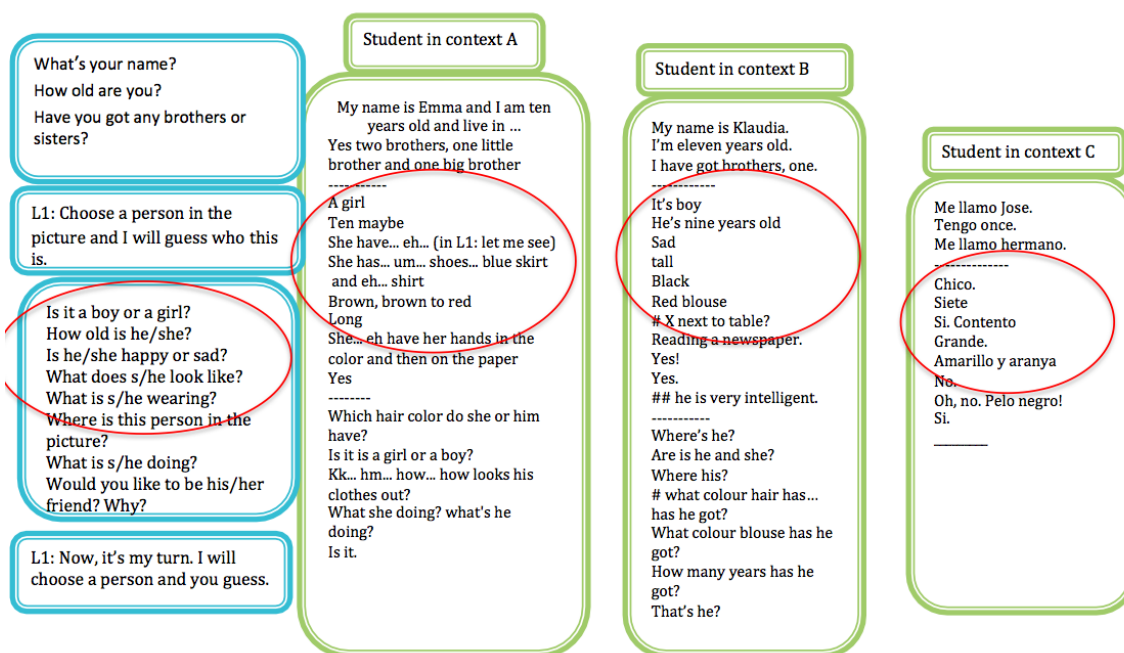 What's your name?
How old are you?
Have you got any brothers or
sisters?
L1: Choose a person in the
picture and I will guess who this
is.
Is it a boy or a girl?
How old is he/she?
Is he/she happy or sad?
What does s/he look like?
What is s/he wearing?
Where is this person in the
picture?
What is s/he doing?
Would you like to be his/her
friend? Why?
L1: Now, it's my turn. I will
choose a person and you guess.
Student in context A
My name is Emma and I am ten
years old and live in ...
Yes two brothers, one little
brother and one big brother
-----------
A girl
Ten maybe
She have... eh... (in L1: let me see)
She has... um... shoes... blue skirt
and eh... shirt
Brown, brown to red
Long
She... eh have her hands in the
color and then on the paper
Yes
--------
Which hair color do she or him
have?
Is it is a girl or a boy?
Kk... hm... how... how looks his
clothes out?
What she doing? what's he
doing?
Is it.
Student in context B
My name is Klaudia.
I'm eleven years old.
I have got brothers, one.
------------
It's boy
He's nine years old
Sad
tall
Black
Red blouse
# X next to table?
Reading a newspaper.
Yes!
Yes.
## he is very intelligent.
-----------
Where's he?
Are is he and she?
Where his?
# what colour hair has...
has he got?
What colour blouse has he
got?
How many years has he
got?
That's he?
Student in context C
Me llamo Jose.
Tengo once.
Me llamo hermano.
--------------
Chico.
Siete
Si. Contento
Grande.
Amarillo y aranya
No.
Oh, no. Pelo negro!
Si.
________